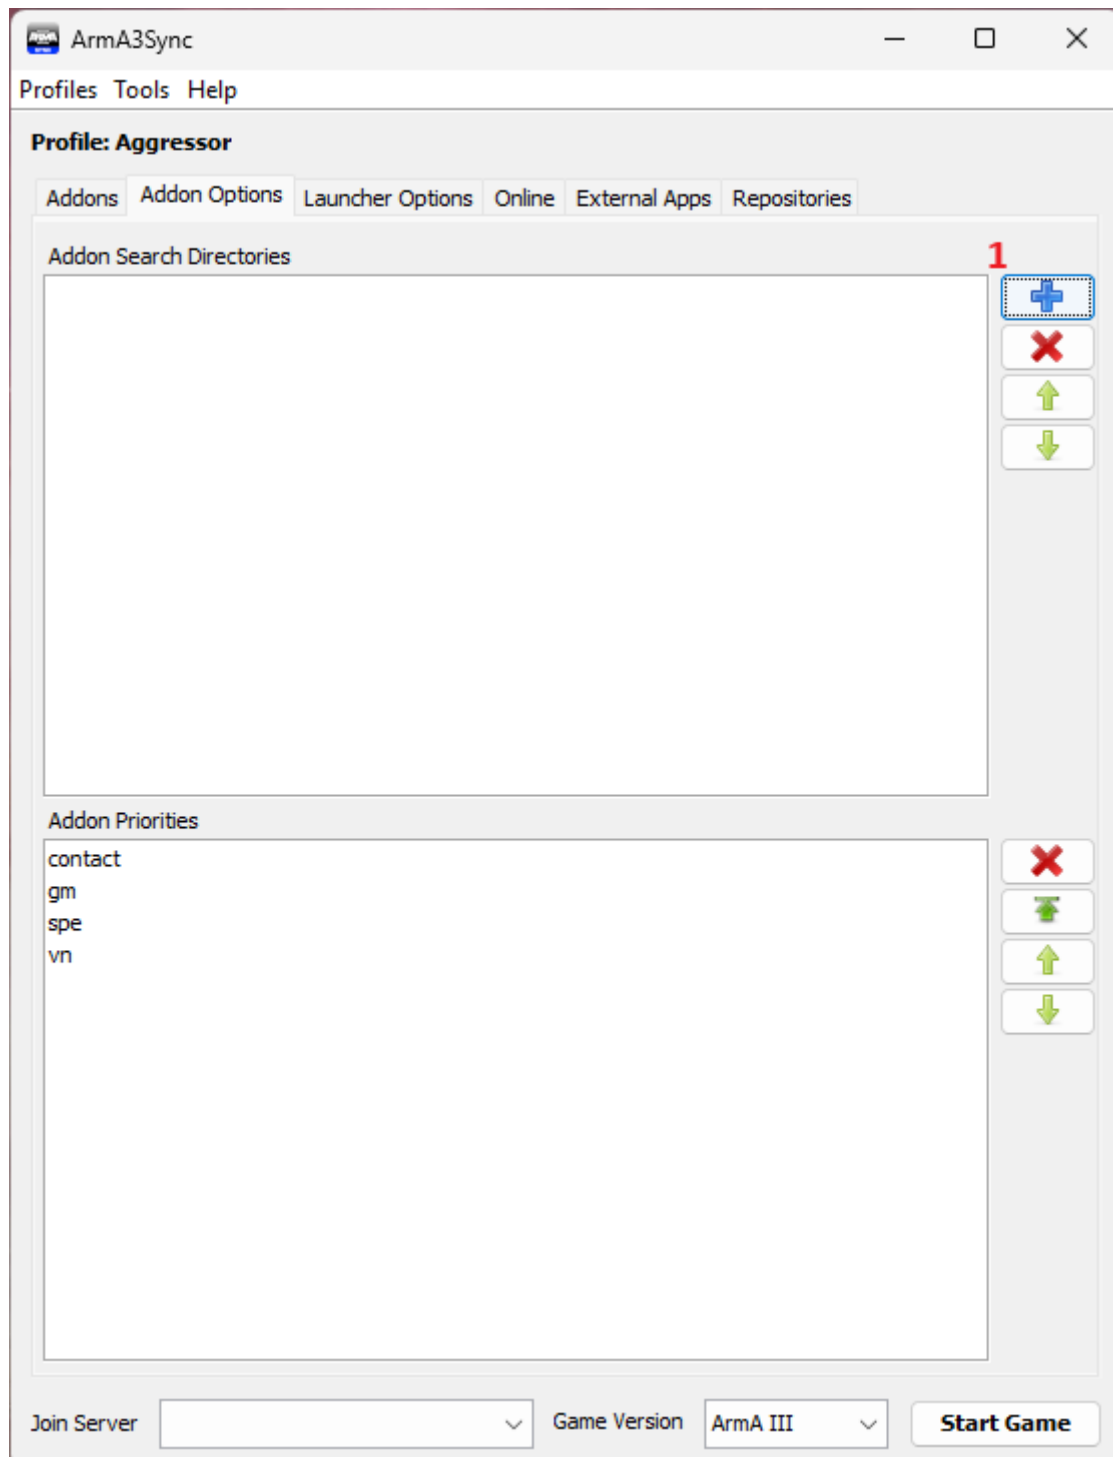 ArmA3Sync
Profiles Tools Help
Profile: Aggressor
Addons Addon Options Launcher Options Online External Apps Repositories
Addon Search Directories 1
Addon Priorities
contact
gm
spe
vn
Join Server Game Version ArmA III Start Game